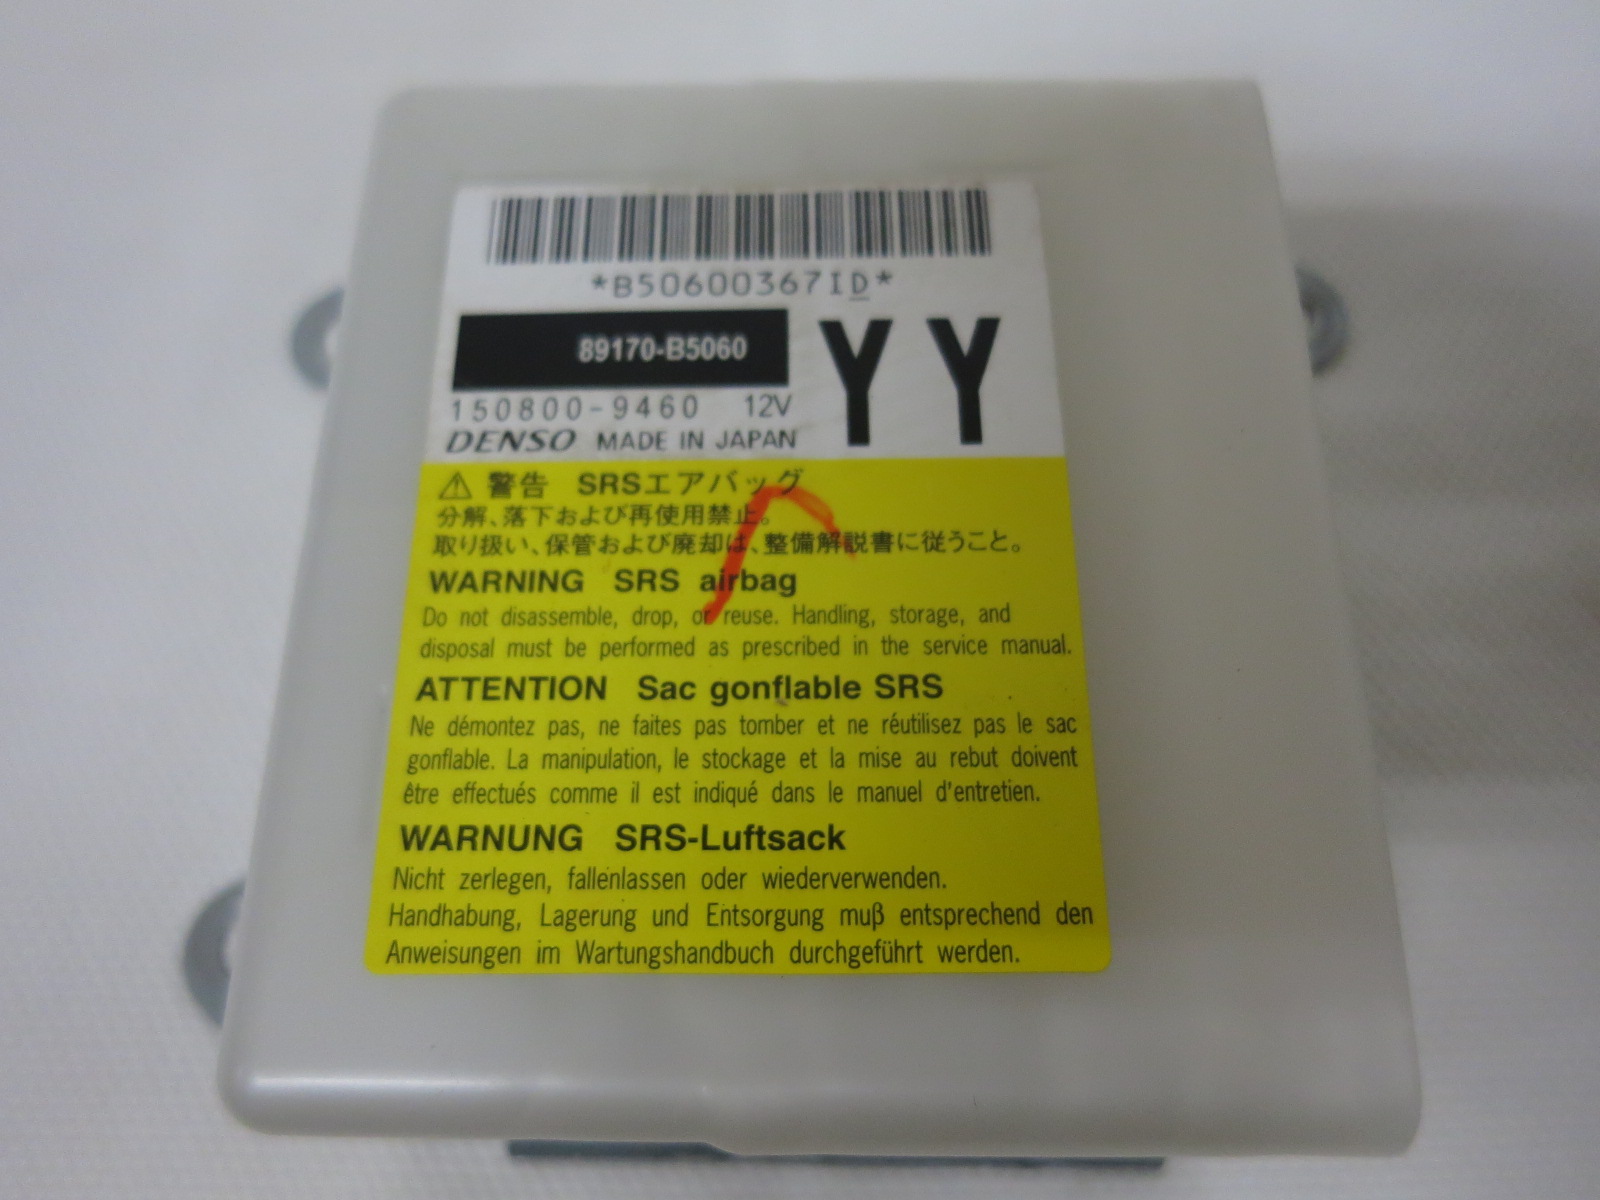 *B50600367ID*
89170-B5060
YY
150800-9460 12V
DENSO MADE IN JAPAN
⚠ 警告 SRSエアバッグ
分解、落下および再使用禁止。
取り扱い、保管および廃却は、整備解説書に従うこと。
WARNING SRS airbag
Do not disassemble, drop, or reuse. Handling, storage, and
disposal must be performed as prescribed in the service manual.
ATTENTION Sac gonflable SRS
Ne démontez pas, ne faites pas tomber et ne réutilisez pas le sac
gonflable. La manipulation, le stockage et la mise au rebut doivent
être effectués comme il est indiqué dans le manuel d'entretien.
WARNUNG SRS-Luftsack
Nicht zerlegen, fallenlassen oder wiederverwenden.
Handhabung, Lagerung und Entsorgung muβ entsprechend den
Anweisungen im Wartungshandbuch durchgeführt werden.